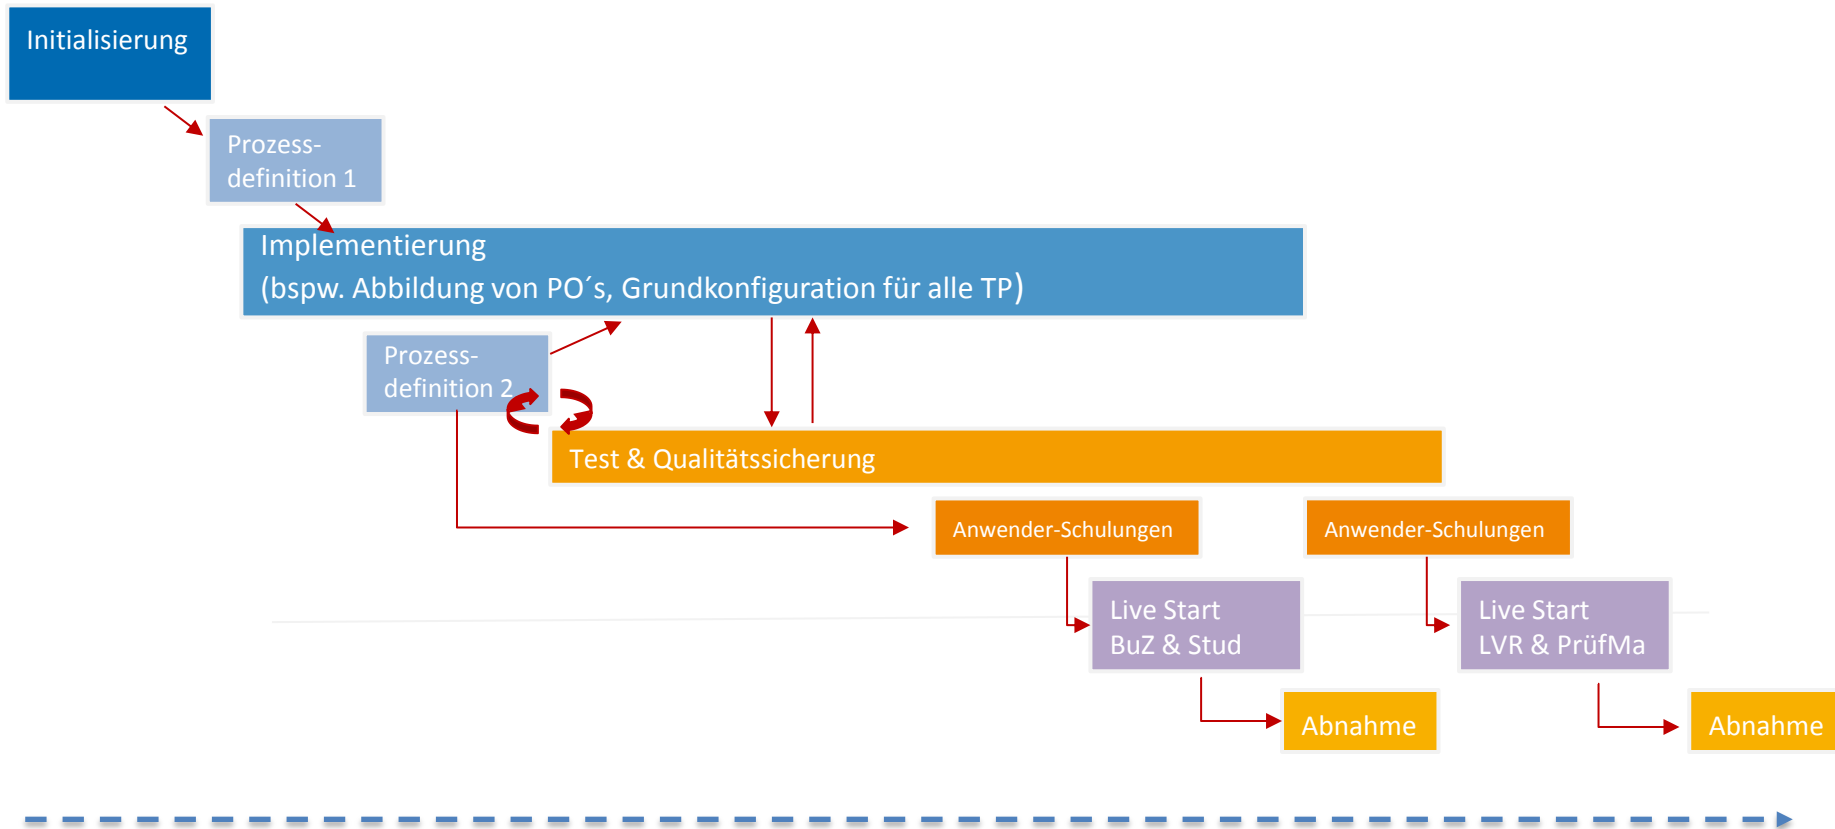 Initialisierung
Prozess-
definition 1
Implementierung
(bspw. Abbildung von PO´s, Grundkonfiguration für alle TP)
Prozess-
definition 2
Test & Qualitätssicherung
Anwender-Schulungen
Anwender-Schulungen
Live Start
BuZ & Stud
Live Start
LVR & PrüfMa
Abnahme
Abnahme